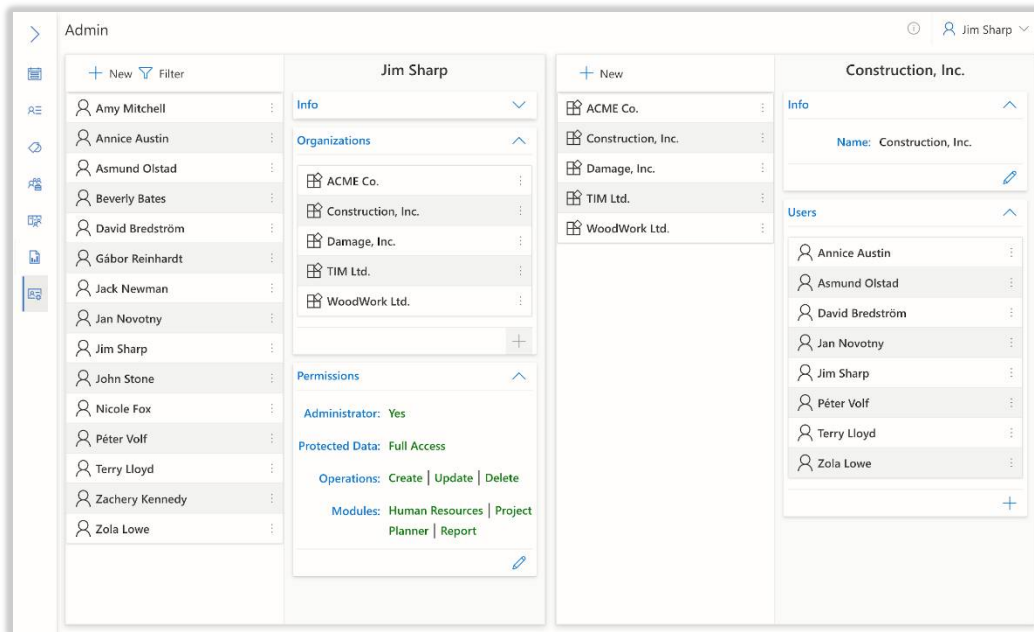 Admin
Jim Sharp
New Filter
Amy Mitchell
Annice Austin
Asmund Olstad
Beverly Bates
David Bredström
Gábor Reinhardt
Jack Newman
Jan Novotny
Jim Sharp
John Stone
Nicole Fox
Péter Volf
Terry Lloyd
Zachery Kennedy
Zola Lowe
Jim Sharp
Info
Organizations
ACME Co.
Construction, Inc.
Damage, Inc.
TIM Ltd.
WoodWork Ltd.
Permissions
Administrator: Yes
Protected Data: Full Access
Operations: Create | Update | Delete
Modules: Human Resources | Project
Planner | Report
New
ACME Co.
Construction, Inc.
Damage, Inc.
TIM Ltd.
WoodWork Ltd.
Construction, Inc.
Info
Name: Construction, Inc.
Users
Annice Austin
Asmund Olstad
David Bredström
Jan Novotny
Jim Sharp
Péter Volf
Terry Lloyd
Zola Lowe